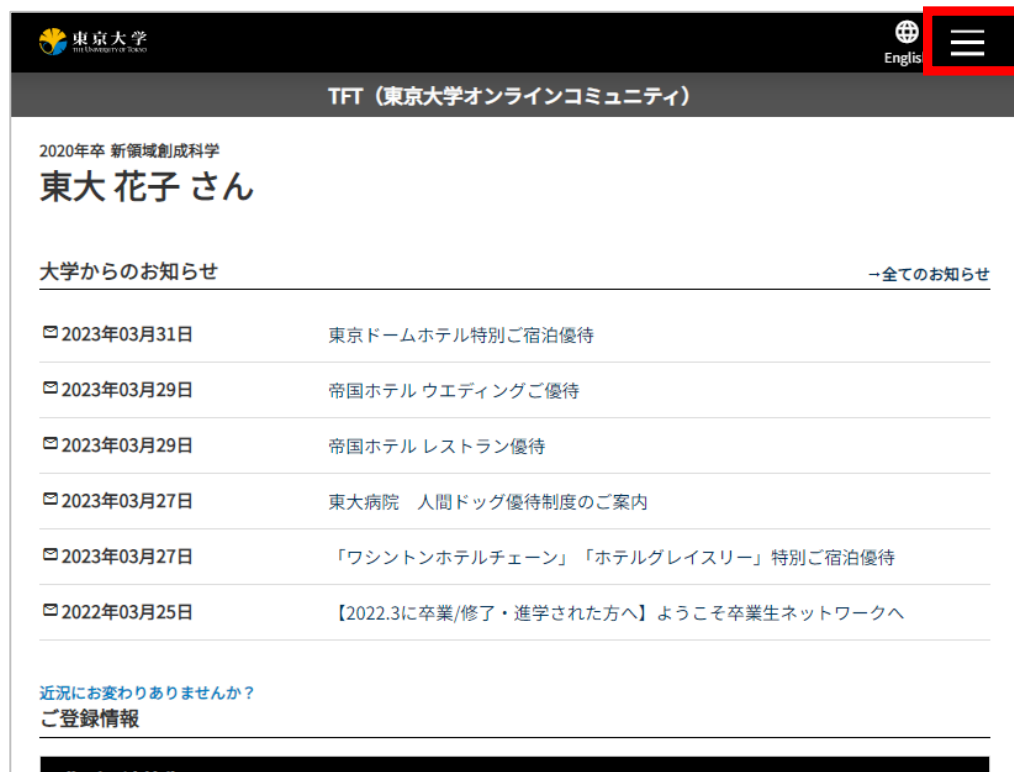 東京大学
THE UNIVERSITY OF TOKYO
Englis
TFT（東京大学オンラインコミュニティ）
2020年卒 新領域創成科学
東大 花子 さん
大学からのお知らせ
→全てのお知らせ
2023年03月31日 東京ドームホテル特別ご宿泊優待
2023年03月29日 帝国ホテル ウエディングご優待
2023年03月29日 帝国ホテル レストラン優待
2023年03月27日 東大病院　人間ドッグ優待制度のご案内
2023年03月27日 「ワシントンホテルチェーン」「ホテルグレイスリー」特別ご宿泊優待
2022年03月25日 【2022.3に卒業/修了・進学された方へ】ようこそ卒業生ネットワークへ
近況にお変わりありませんか？
ご登録情報